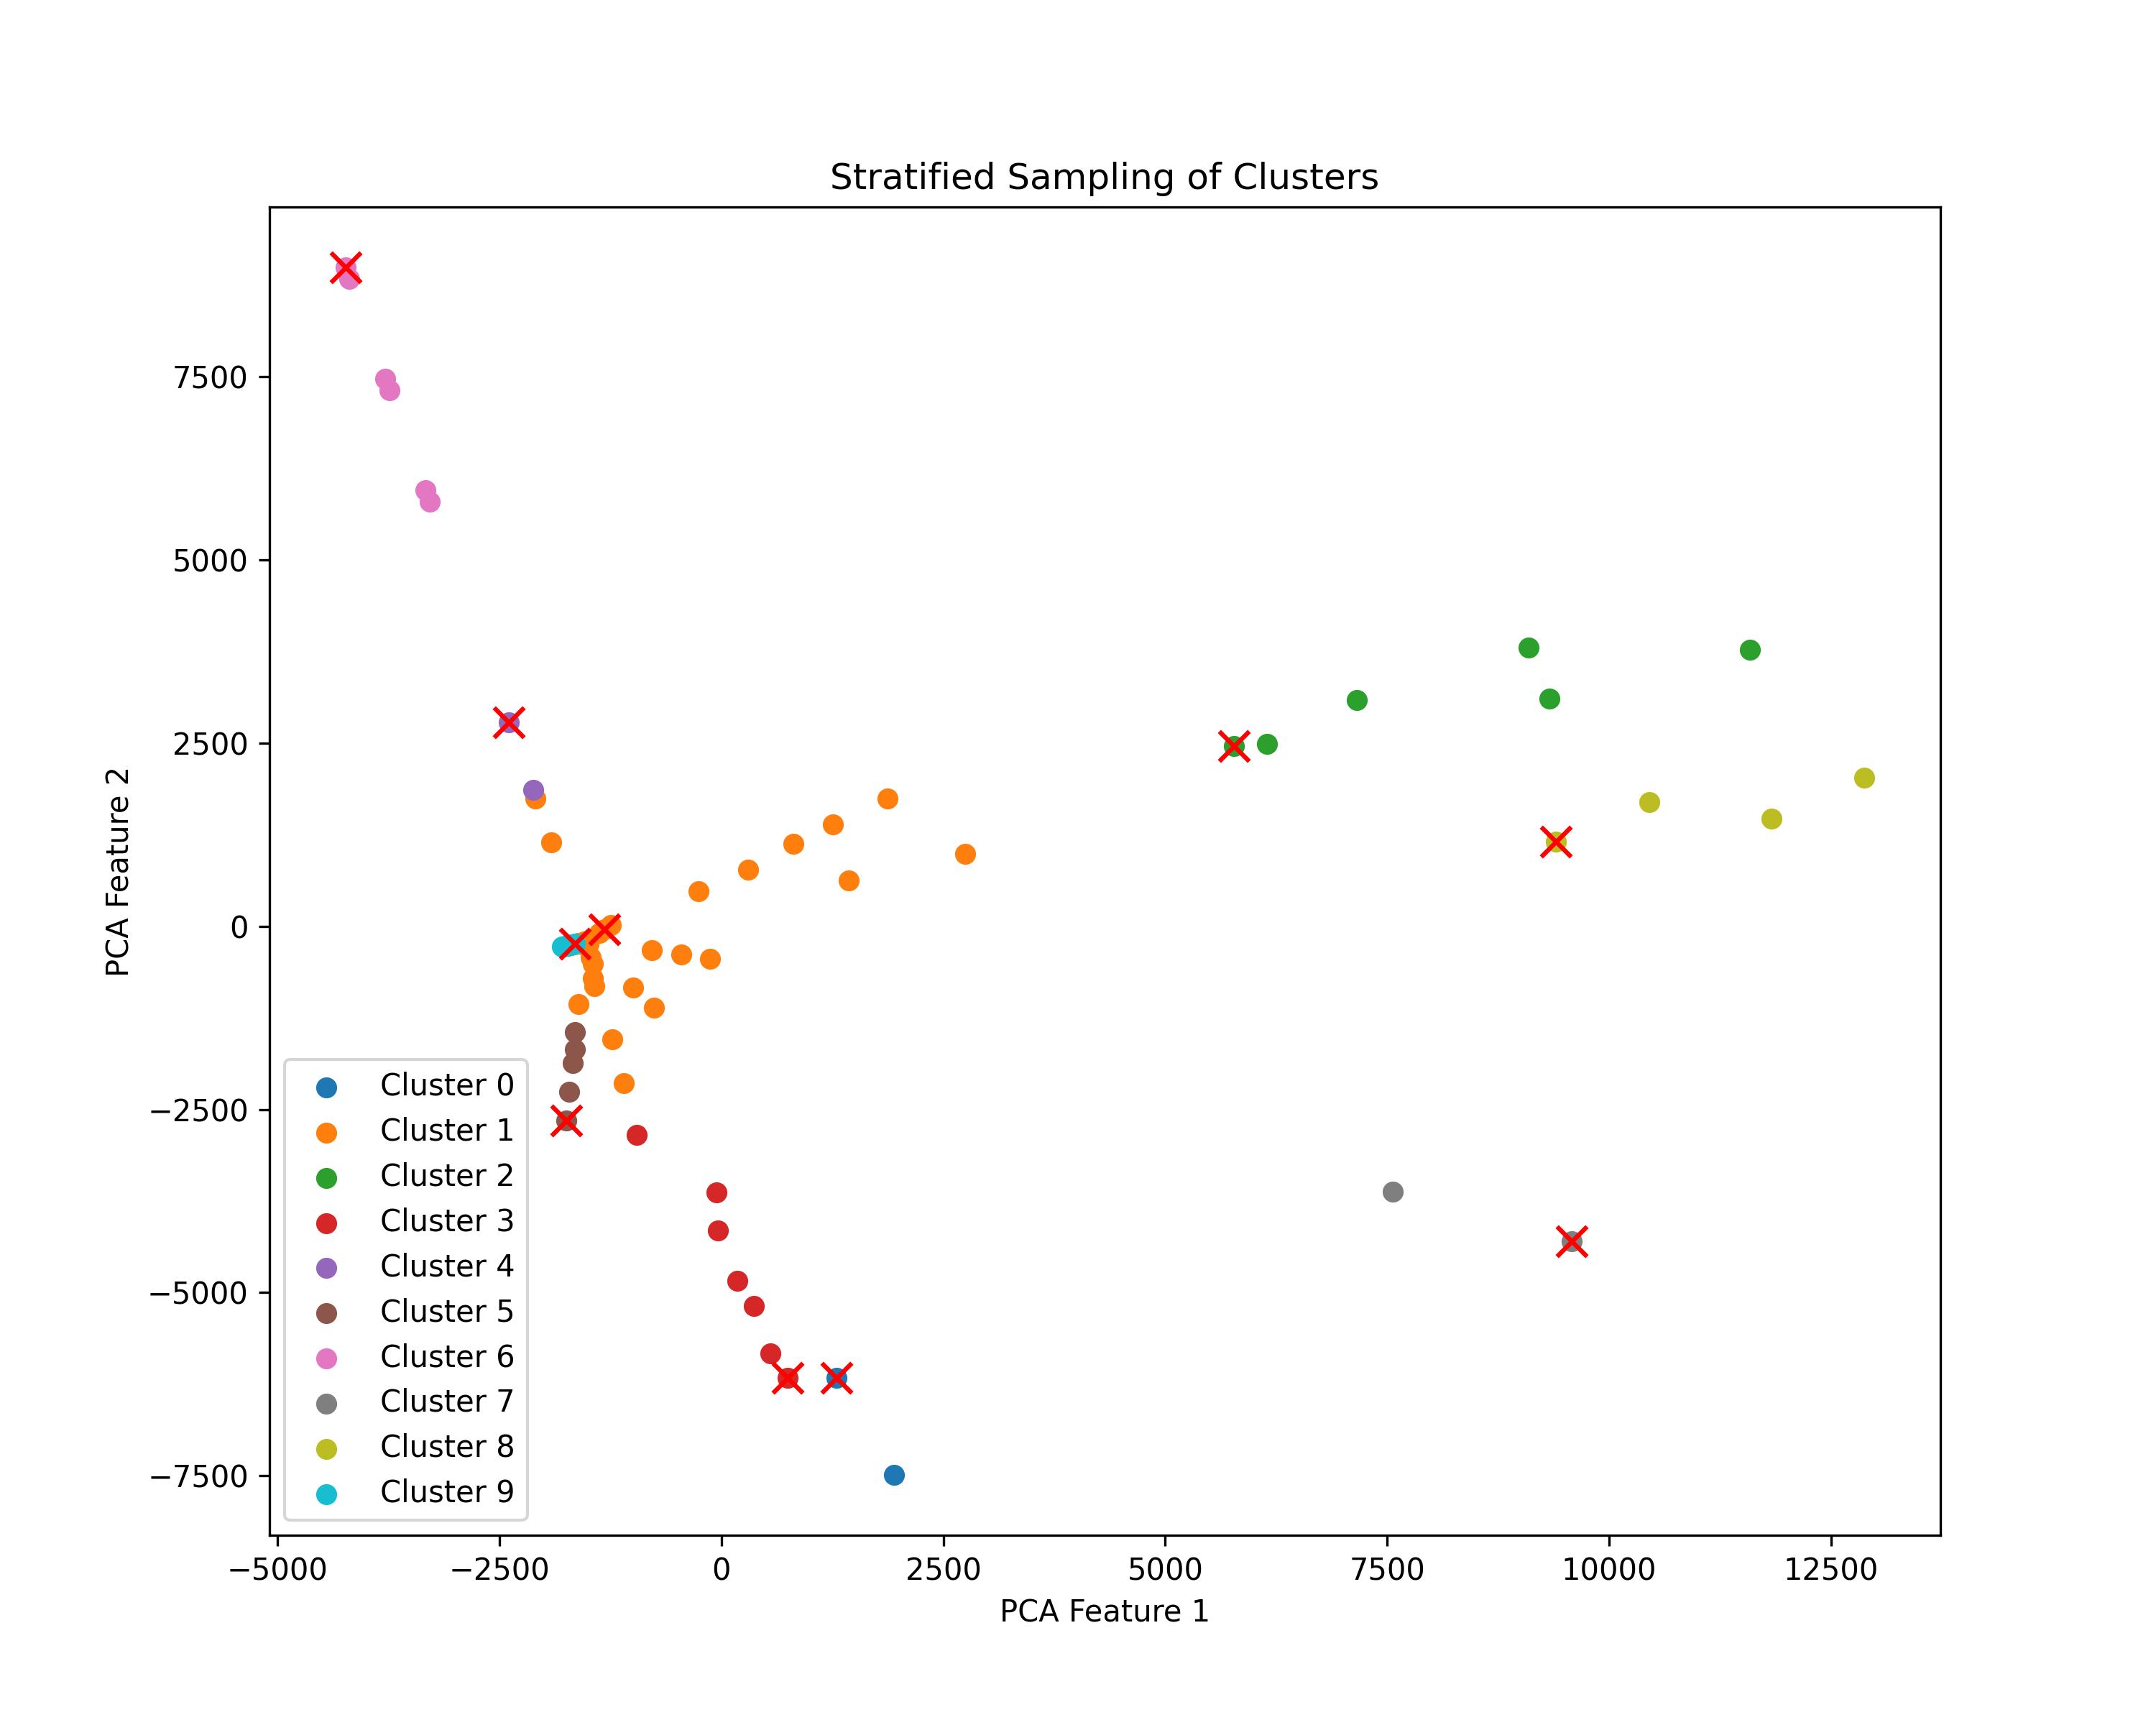 Stratified Sampling of Clusters
PCA Feature 2
7500
5000
2500
0
−2500
−5000
−7500
Cluster 0
Cluster 1
Cluster 2
Cluster 3
Cluster 4
Cluster 5
Cluster 6
Cluster 7
Cluster 8
Cluster 9
−5000 −2500 0 2500 5000 7500 10000 12500
PCA Feature 1